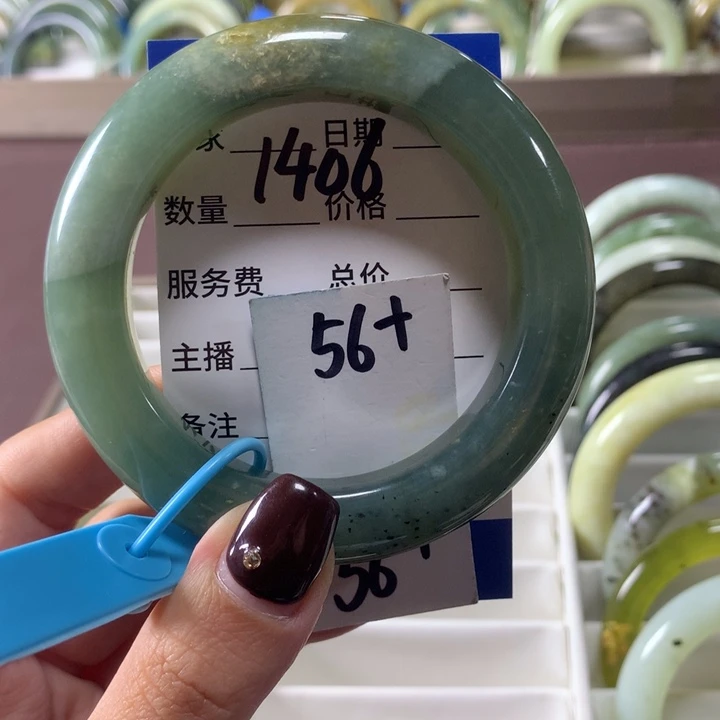 家 日期
1406
数量 价格
服务费 总价
56+
主播
备注
56+